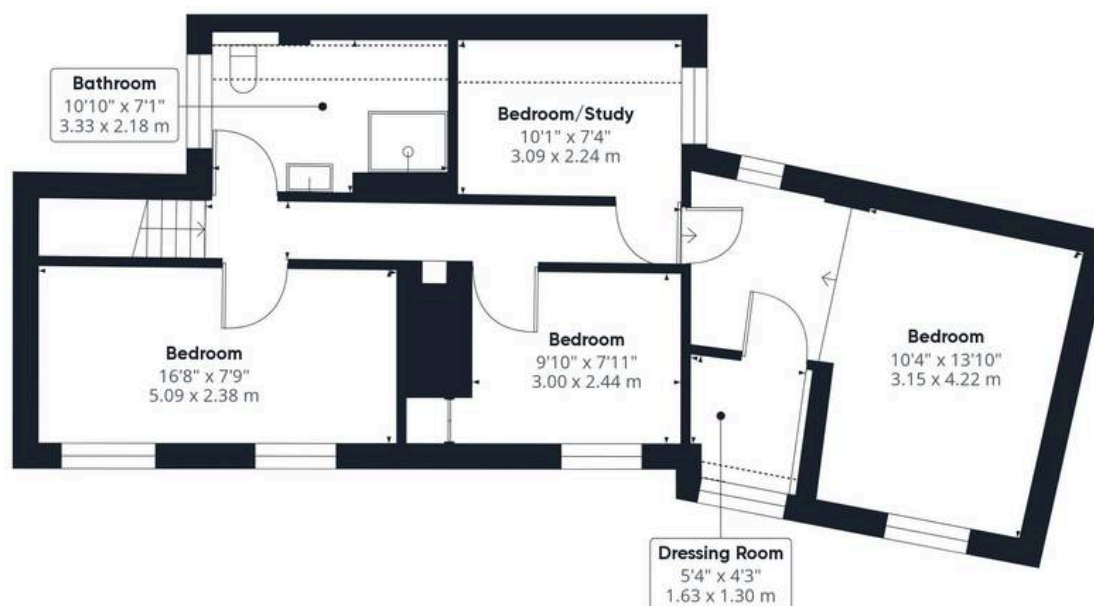 Bathroom
10'10" x 7'1"
3.33 x 2.18 m
Bedroom/Study
10'1" x 7'4"
3.09 x 2.24 m
Bedroom
16'8" x 7'9"
5.09 x 2.38 m
Bedroom
9'10" x 7'11"
3.00 x 2.44 m
Bedroom
10'4" x 13'10"
3.15 x 4.22 m
Dressing Room
5'4" x 4'3"
1.63 x 1.30 m